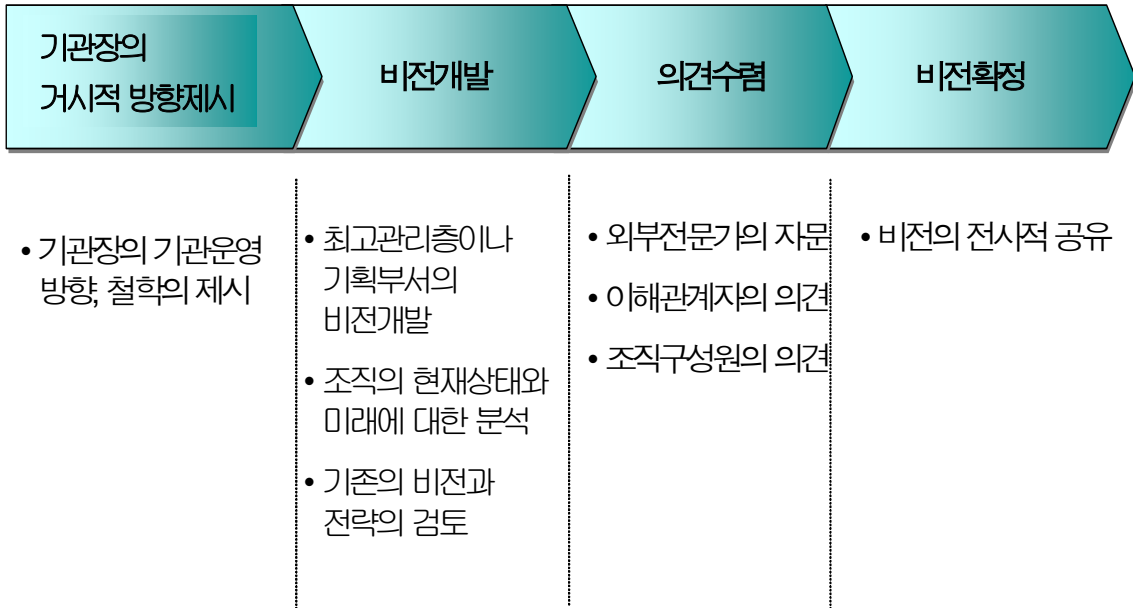 기관장의
거시적 방향제시
비전개발
의견수렴
비전확정
• 기관장의 기관운영
방향, 철학의 제시
• 최고관리층이나
기획부서의
비전개발
• 조직의 현재상태와
미래에 대한 분석
• 기존의 비전과
전략의 검토
• 외부전문가의 자문
• 이해관계자의 의견
• 조직구성원의 의견
• 비전의 전사적 공유